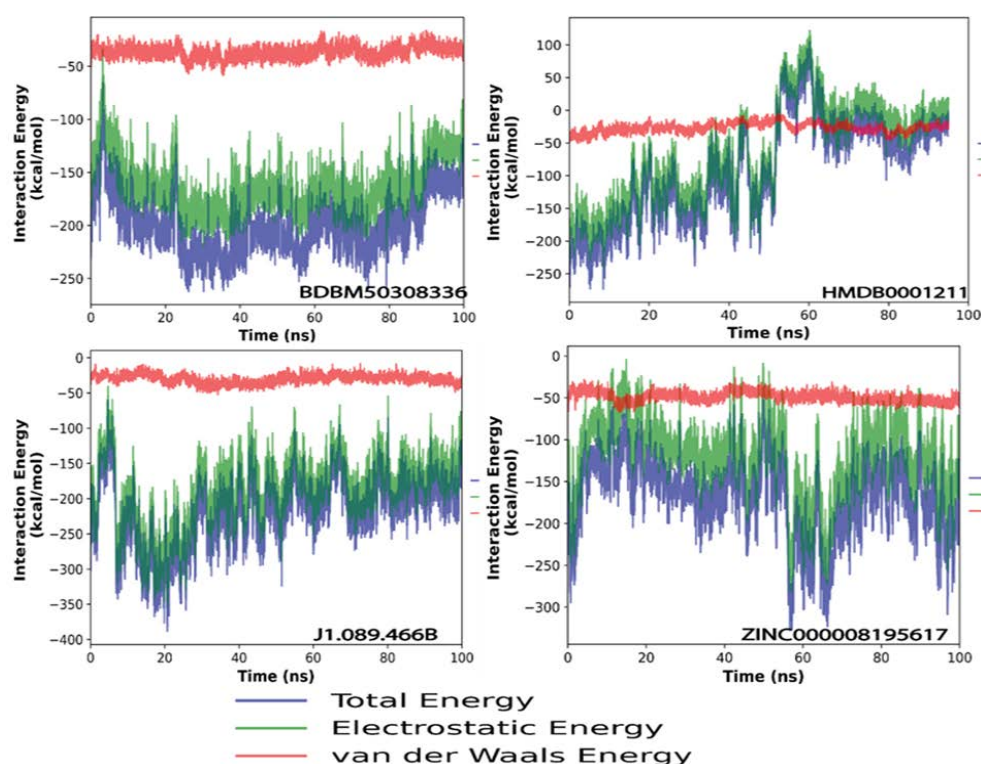 Interaction Energy
(kcal/mol)
−50
−100
−150
−200
−250
0
20
40
60
80
100
Time (ns)
BDBM50308336
Interaction Energy
(kcal/mol)
100
50
0
−50
−100
−150
−200
−250
0
20
40
60
80
100
Time (ns)
HMDB0001211
Interaction Energy
(kcal/mol)
0
−50
−100
−150
−200
−250
−300
−350
−400
0
20
40
60
80
100
Time (ns)
J1.089.466B
Interaction Energy
(kcal/mol)
0
−50
−100
−150
−200
−250
−300
0
20
40
60
80
100
Time (ns)
ZINC000008195617
Total Energy
Electrostatic Energy
van der Waals Energy